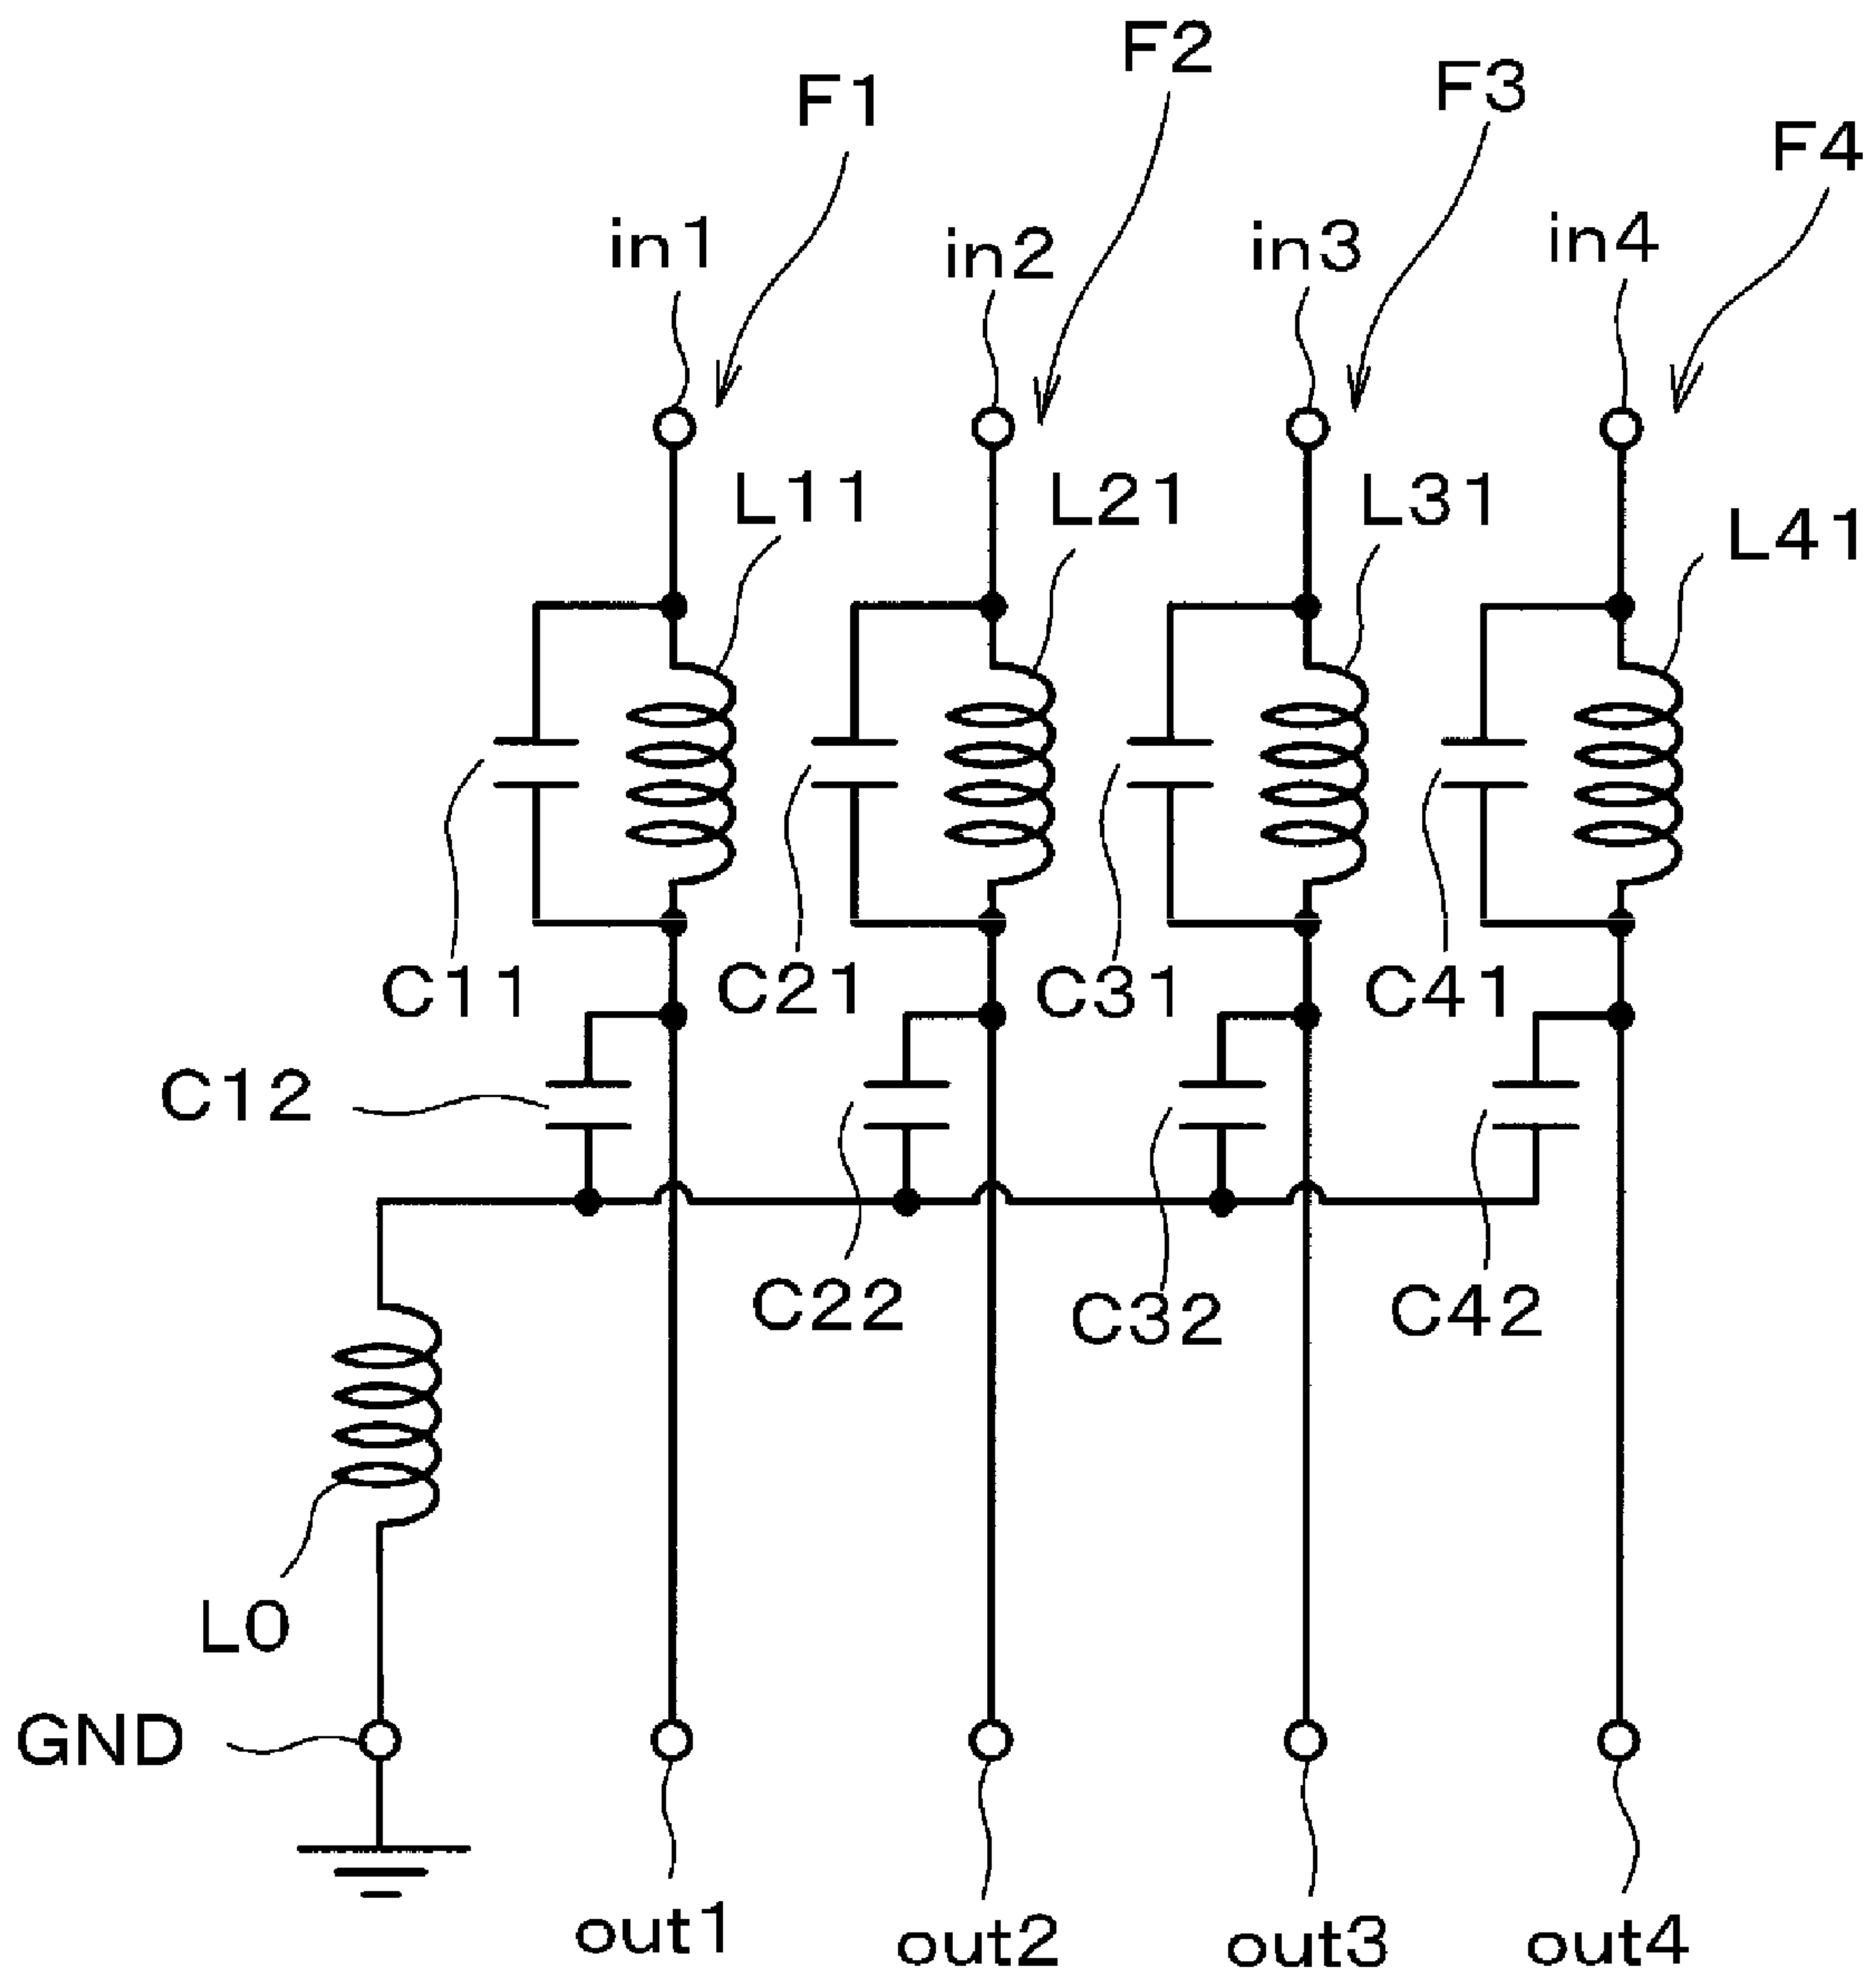 F1 F2 F3 F4
in1 in2 in3 in4
L11 L21 L31 L41
C11 C21 C31 C41
C12
C22 C32 C42
L0
GND
out1 out2 out3 out4